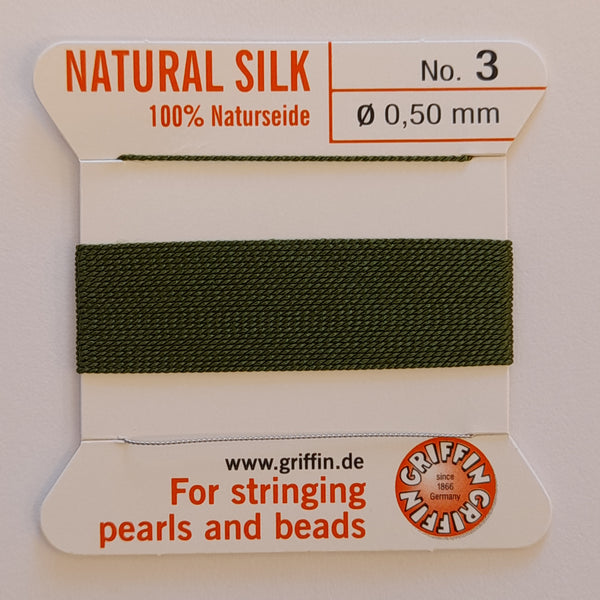 NATURAL SILK
100% Naturseide
No. 3
Ø 0,50 mm
www.griffin.de
For stringing
pearls and beads
GRIFFIN GRIFFIN
since
1866
Germany